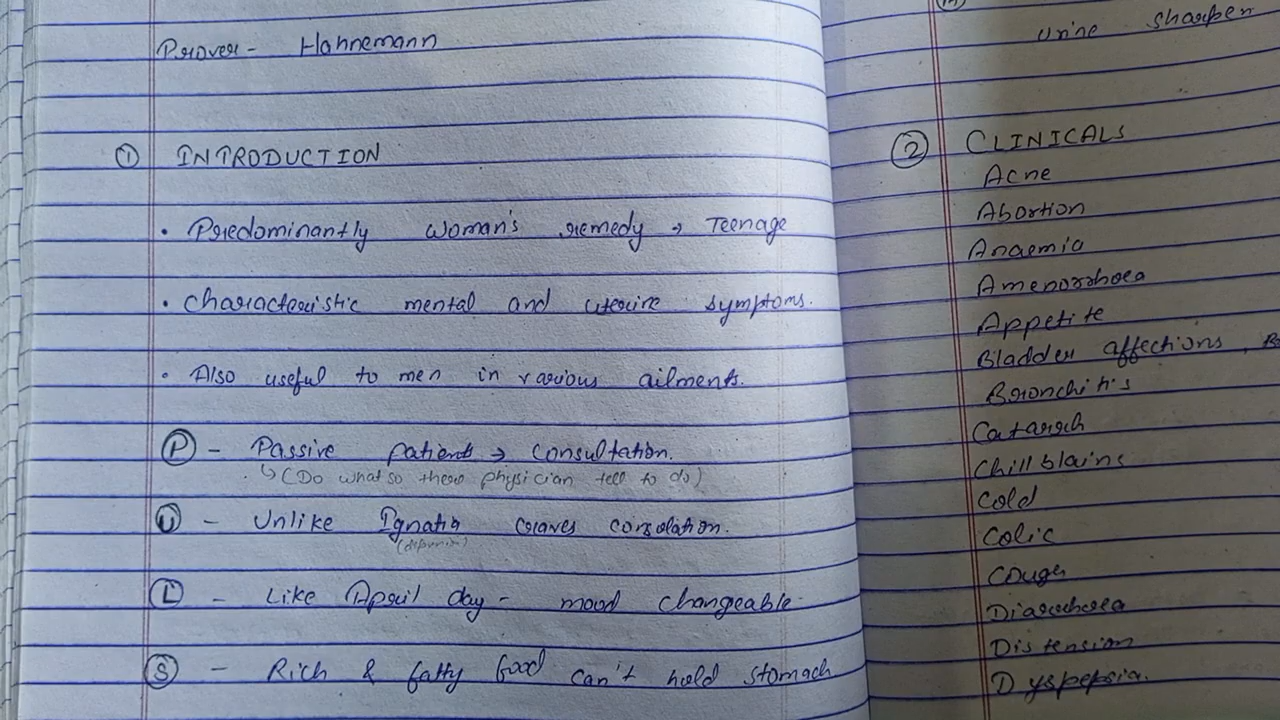 Prover - Hahnemann
① INTRODUCTION
• Predominantly woman's remedy → Teenage
• Characteristic mental and uterine symptoms.
• Also useful to men in various ailments.
Ⓟ - Passive patients → consultation.
↳ (Do what so there physician tell to do)
Ⓤ - Unlike Ignatia craves consolation.
Ⓛ - Like April day - mood changeable
Ⓢ - Rich & fatty food can't hold stomach
urine sharpen
② CLINICALS
Acne
Abortion
Anaemia
Amenorrhoea
Appetite
Bladder affections,
Bronchitis
Catarrh
Chillblains
Cold
Colic
Cough
Diarrhoea
Distension
Dyspepsia.